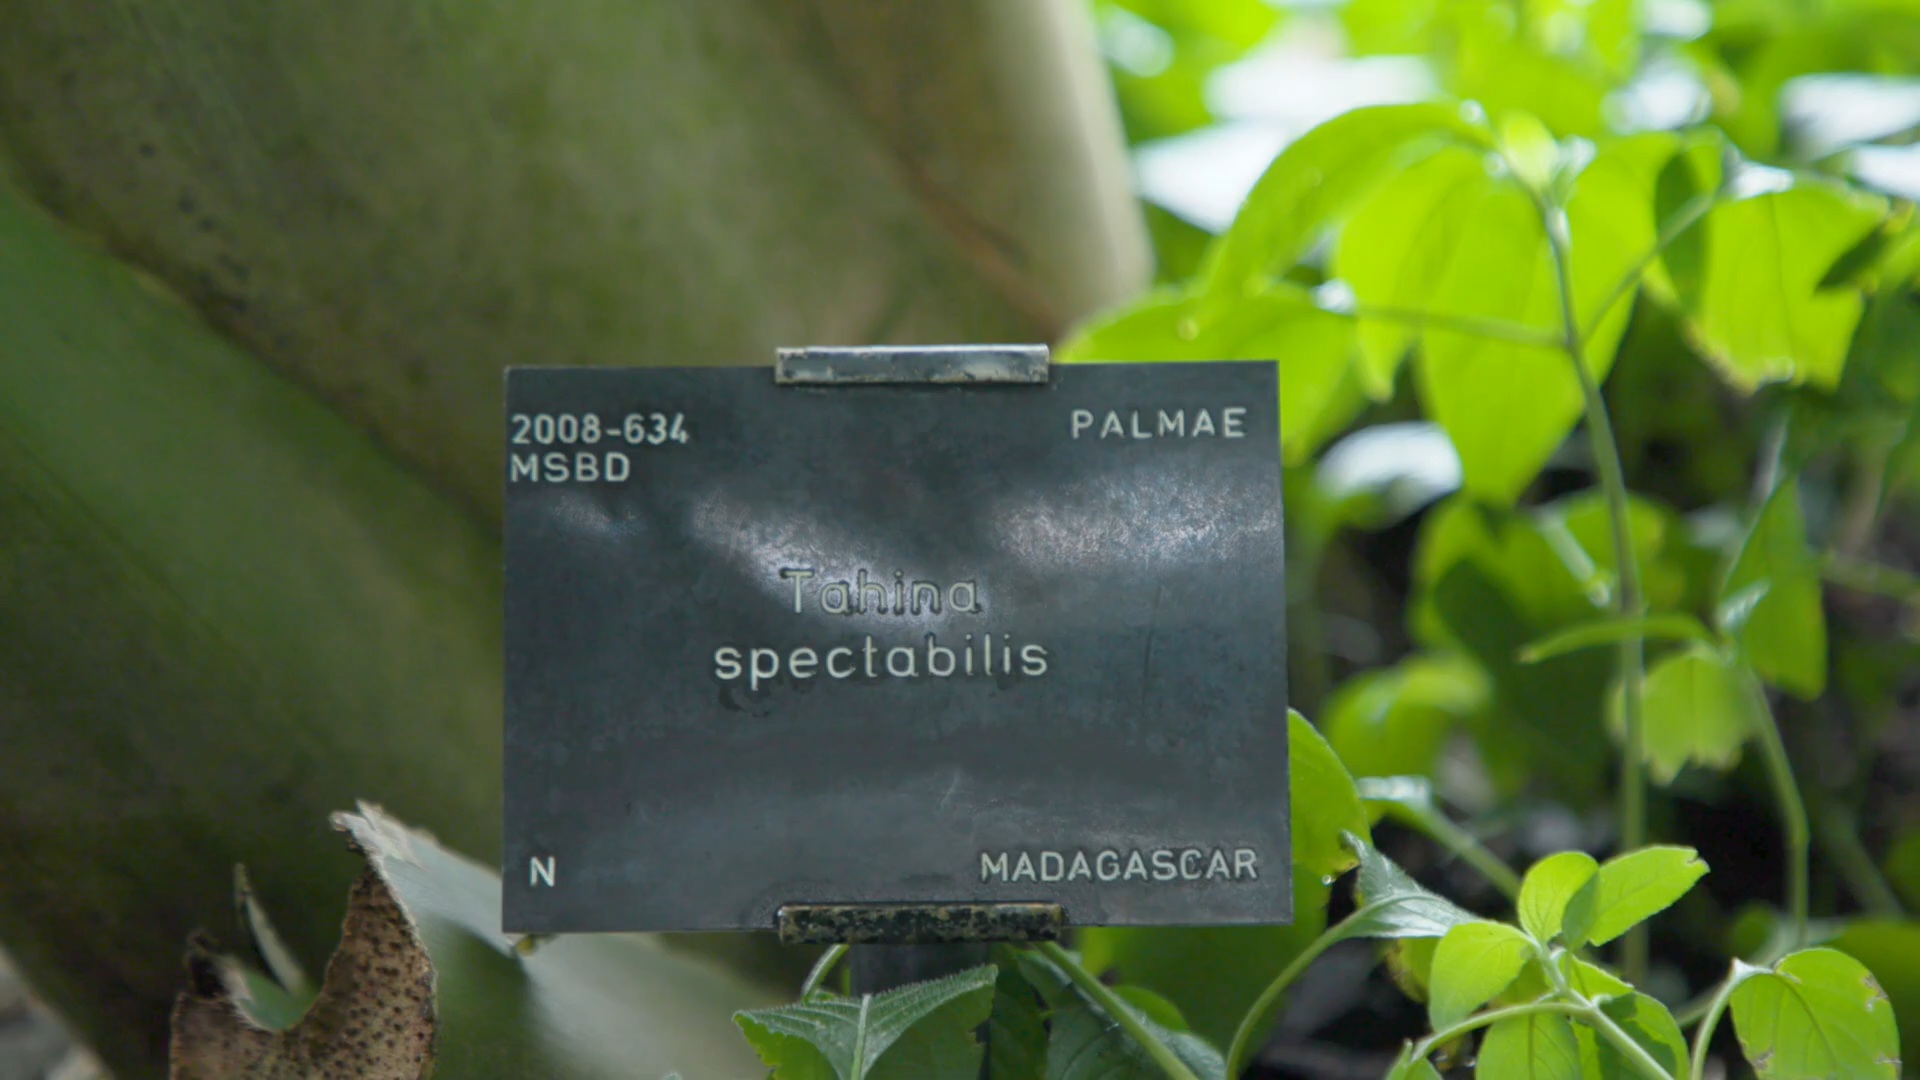 2008-634
MSBD
PALMAE
Tahina
spectabilis
N
MADAGASCAR